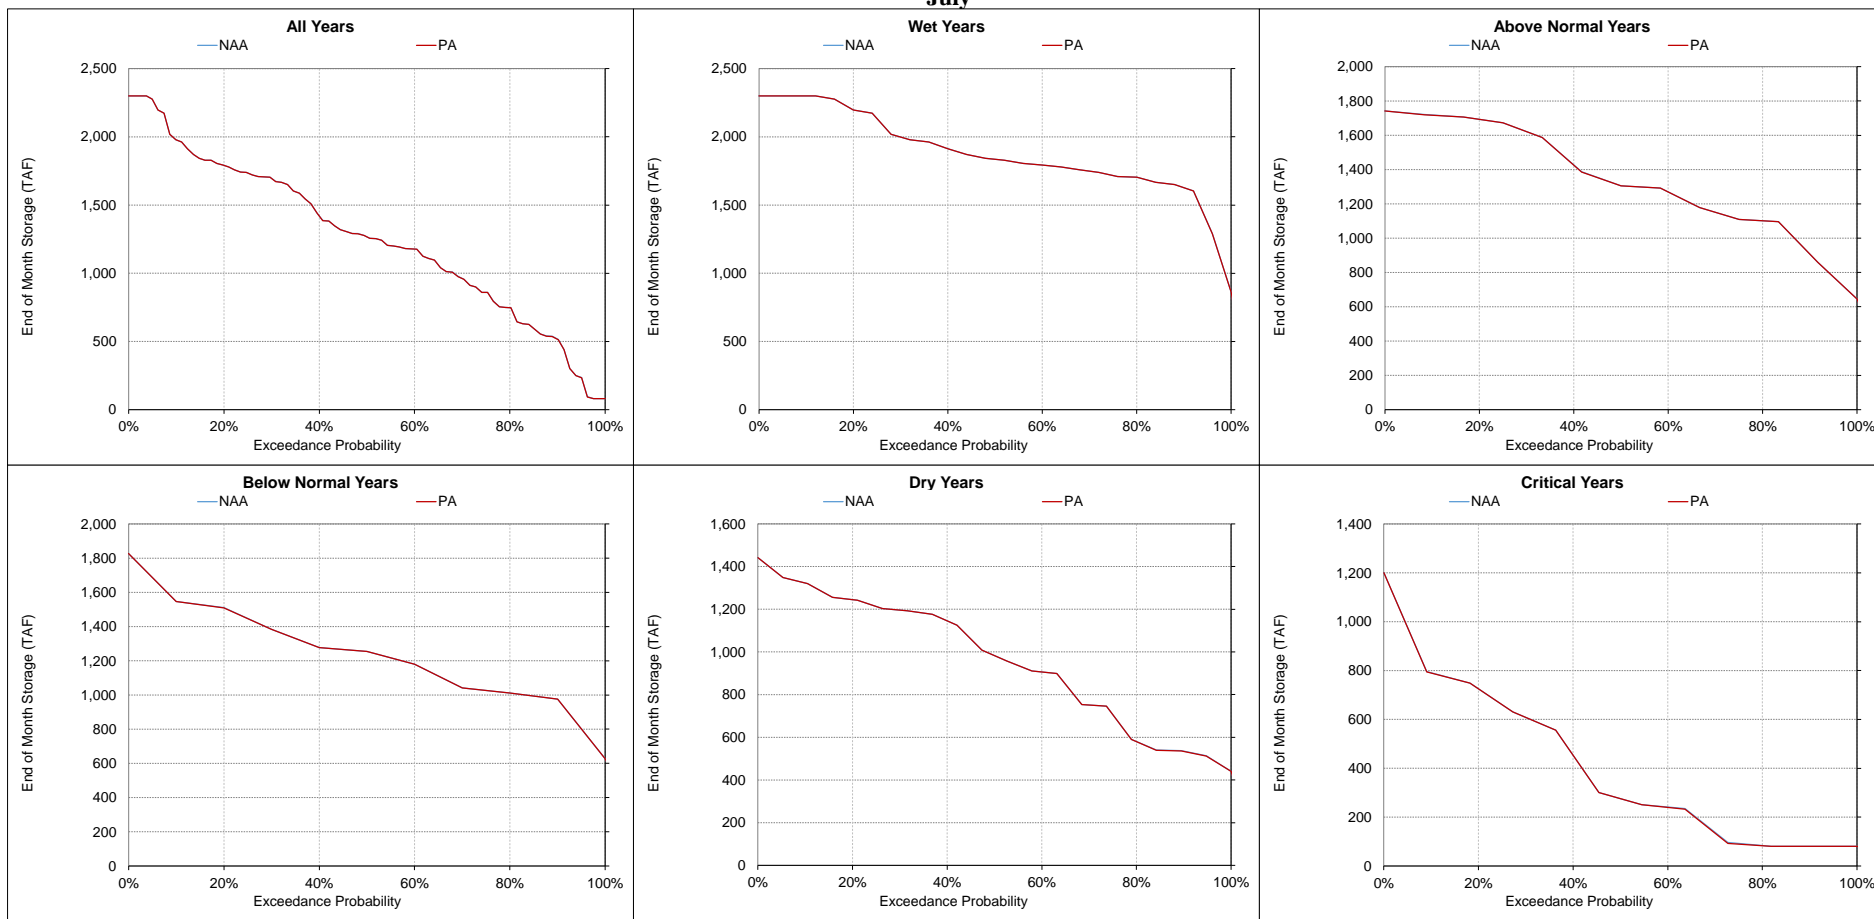 July
All Years
NAA PA
2,500
2,000
1,500
1,000
500
0
End of Month Storage (TAF)
0% 20% 40% 60% 80% 100%
Exceedance Probability
Wet Years
NAA PA
2,500
2,000
1,500
1,000
500
0
End of Month Storage (TAF)
0% 20% 40% 60% 80% 100%
Exceedance Probability
Above Normal Years
NAA PA
2,000
1,800
1,600
1,400
1,200
1,000
800
600
400
200
0
End of Month Storage (TAF)
0% 20% 40% 60% 80% 100%
Exceedance Probability
Below Normal Years
NAA PA
2,000
1,800
1,600
1,400
1,200
1,000
800
600
400
200
0
End of Month Storage (TAF)
0% 20% 40% 60% 80% 100%
Exceedance Probability
Dry Years
NAA PA
1,600
1,400
1,200
1,000
800
600
400
200
0
End of Month Storage (TAF)
0% 20% 40% 60% 80% 100%
Exceedance Probability
Critical Years
NAA PA
1,400
1,200
1,000
800
600
400
200
0
End of Month Storage (TAF)
0% 20% 40% 60% 80% 100%
Exceedance Probability